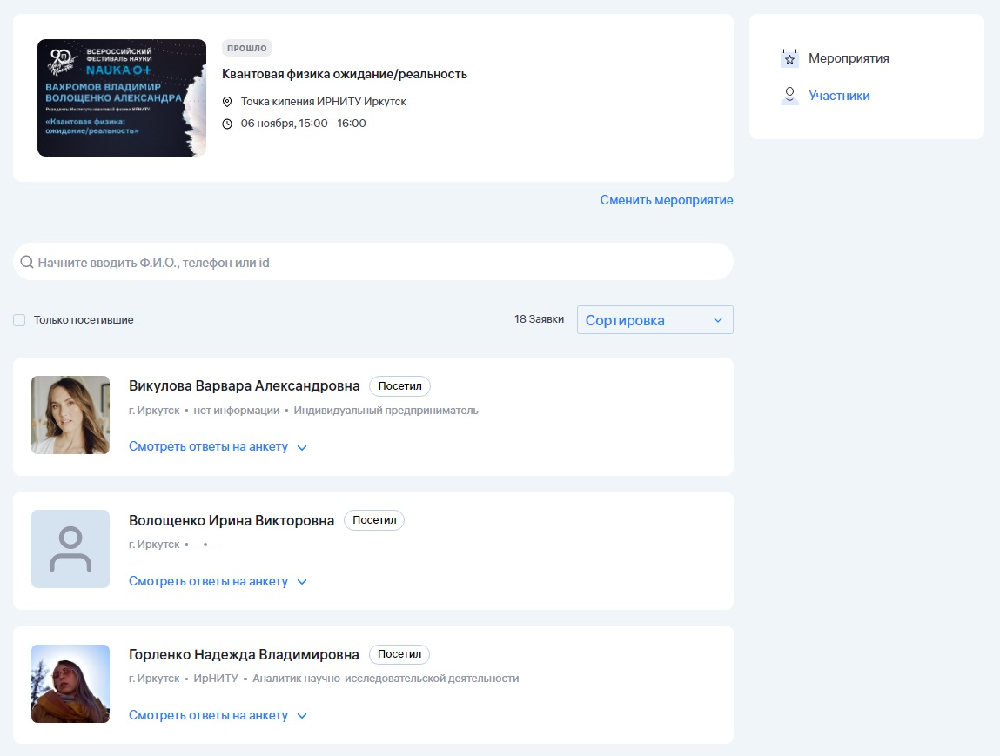 ВСЕРОССИЙСКИЙ
ФЕСТИВАЛЬ НАУКИ
NAUKA 0+
ВАХРОМОВ ВЛАДИМИР
ВОЛОЩЕНКО АЛЕКСАНДРА
Резиденты Института квантовой физики ИРНИТУ
«Квантовая физика:
ожидание/реальность»
ПРОШЛО
Квантовая физика ожидание/реальность
Точка кипения ИРНИТУ Иркутск
06 ноября, 15:00 - 16:00
Мероприятия
Участники
Сменить мероприятие
Начните вводить Ф.И.О., телефон или id
Только посетившие
18 Заявки
Сортировка
Викулова Варвара Александровна Посетил
г. Иркутск • нет информации • Индивидуальный предприниматель
Смотреть ответы на анкету
Волощенко Ирина Викторовна Посетил
г. Иркутск • - • -
Смотреть ответы на анкету
Горленко Надежда Владимировна Посетил
г. Иркутск • ИрНИТУ • Аналитик научно-исследовательской деятельности
Смотреть ответы на анкету